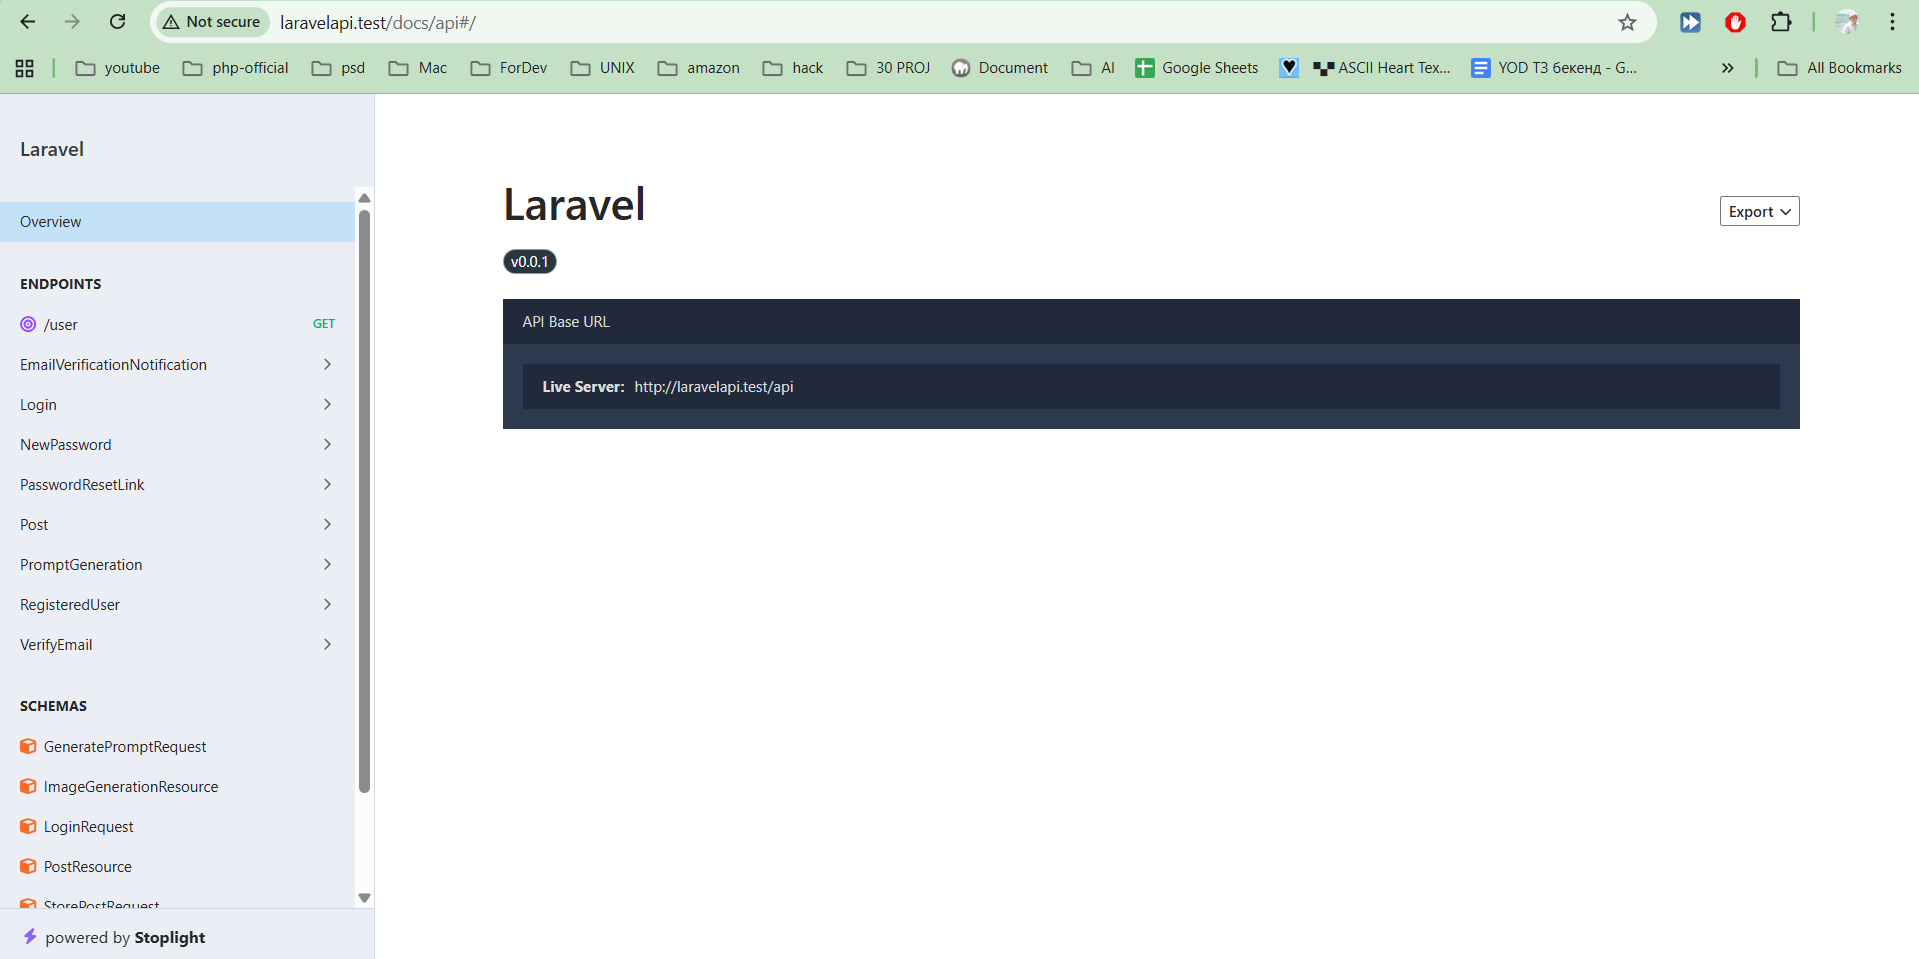 Not secure laravelapi.test/docs/api#/
youtube php-official psd Mac ForDev UNIX amazon hack 30 PROJ Document AI Google Sheets ASCII Heart Tex... YOD ТЗ бекенд - G... All Bookmarks
Laravel
Overview
ENDPOINTS
/user GET
EmailVerificationNotification
Login
NewPassword
PasswordResetLink
Post
PromptGeneration
RegisteredUser
VerifyEmail
SCHEMAS
GeneratePromptRequest
ImageGenerationResource
LoginRequest
PostResource
StorePostRequest
powered by Stoplight
Laravel
Export
v0.0.1
API Base URL
Live Server: http://laravelapi.test/api